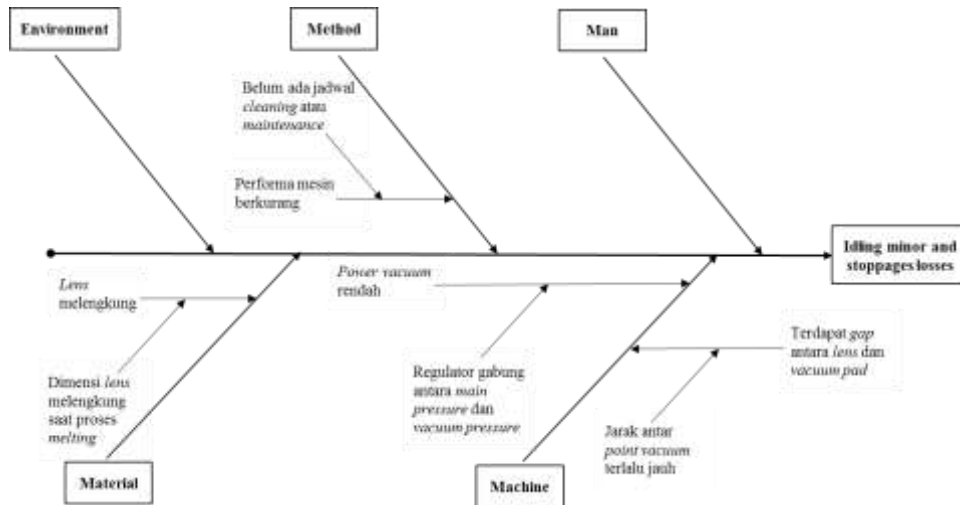 Environment
Method
Man
Belum ada jadwal
cleaning atau
maintenance
Performa mesin
berkurang
Idling minor and
stoppages losses
Lens
melengkung
Power vacuum
rendah
Terdapat gap
antara lens dan
vacuum pad
Dimensi lens
melengkung
saat proses
melting
Regulator gabung
antara main
pressure dan
vacuum pressure
Jarak antar
point vacuum
terlalu jauh
Material
Machine